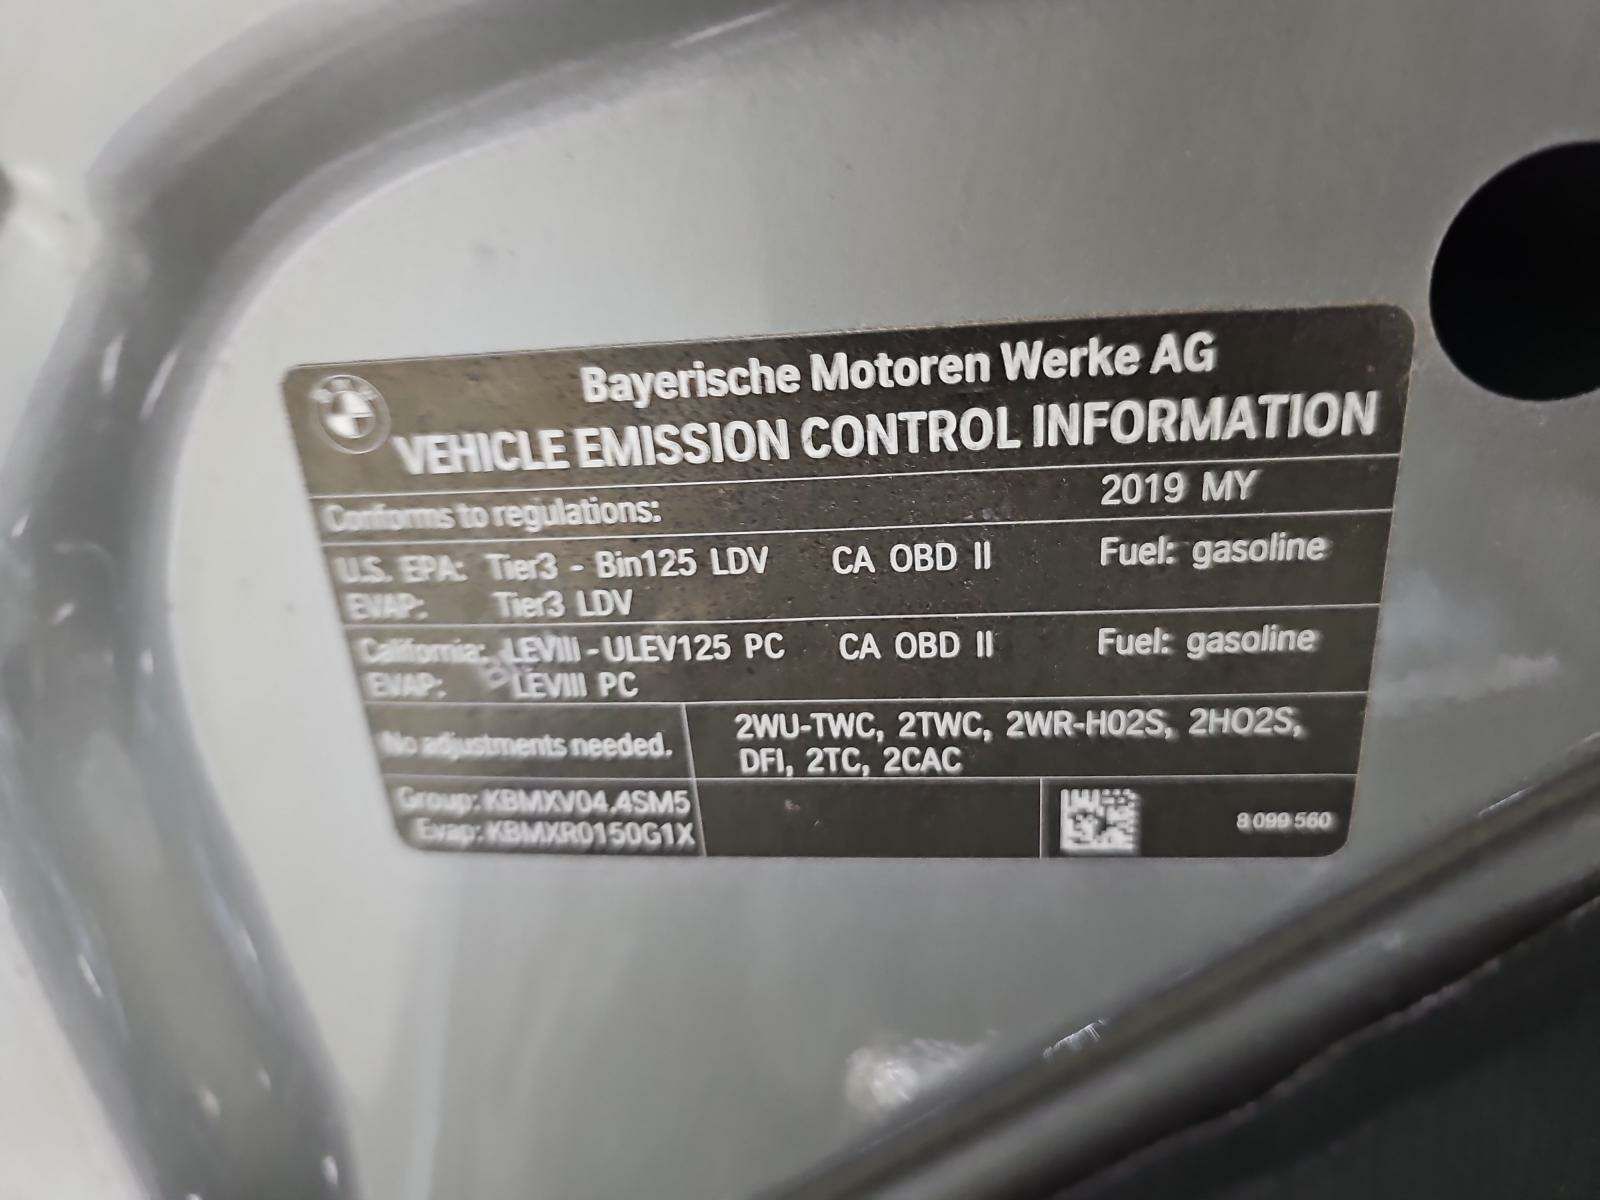 Bayerische Motoren Werke AG
VEHICLE EMISSION CONTROL INFORMATION
Conforms to regulations: 2019 MY
U.S. EPA: Tier3 - Bin125 LDV CA OBD II Fuel: gasoline
EVAP: Tier3 LDV
California: LEVIII - ULEV125 PC CA OBD II Fuel: gasoline
EVAP: LEVIII PC
No adjustments needed.
2WU-TWC, 2TWC, 2WR-HO2S, 2HO2S,
DFI, 2TC, 2CAC
Group: KBMXV04.4SM5
Evap: KBMXR0150G1X
8 099 560